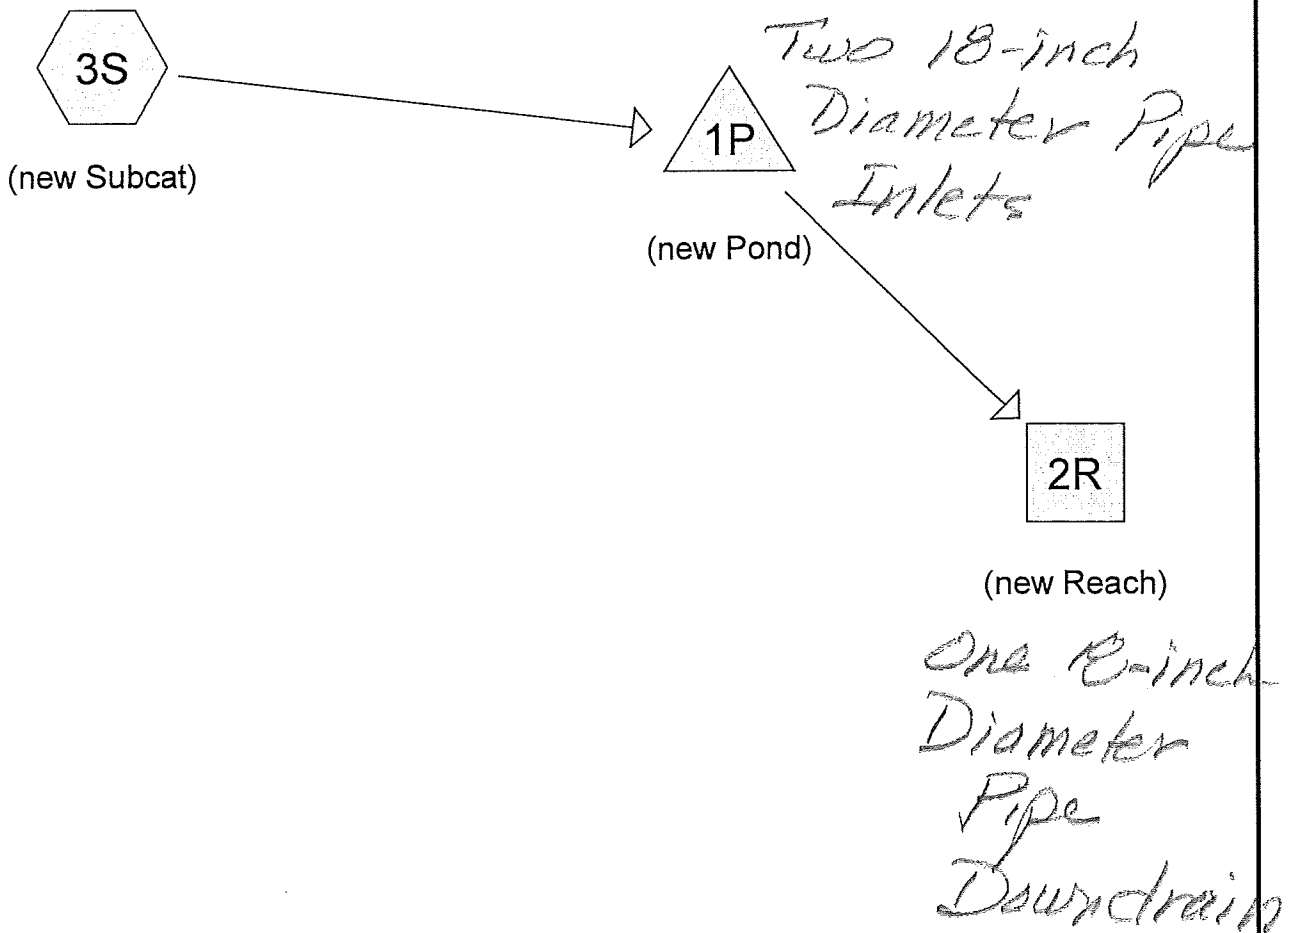 3S
(new Subcat)
Two 18-inch
Diameter Pipe
Inlets
1P
(new Pond)
2R
(new Reach)
One
Diameter
Pipe
Downdrain